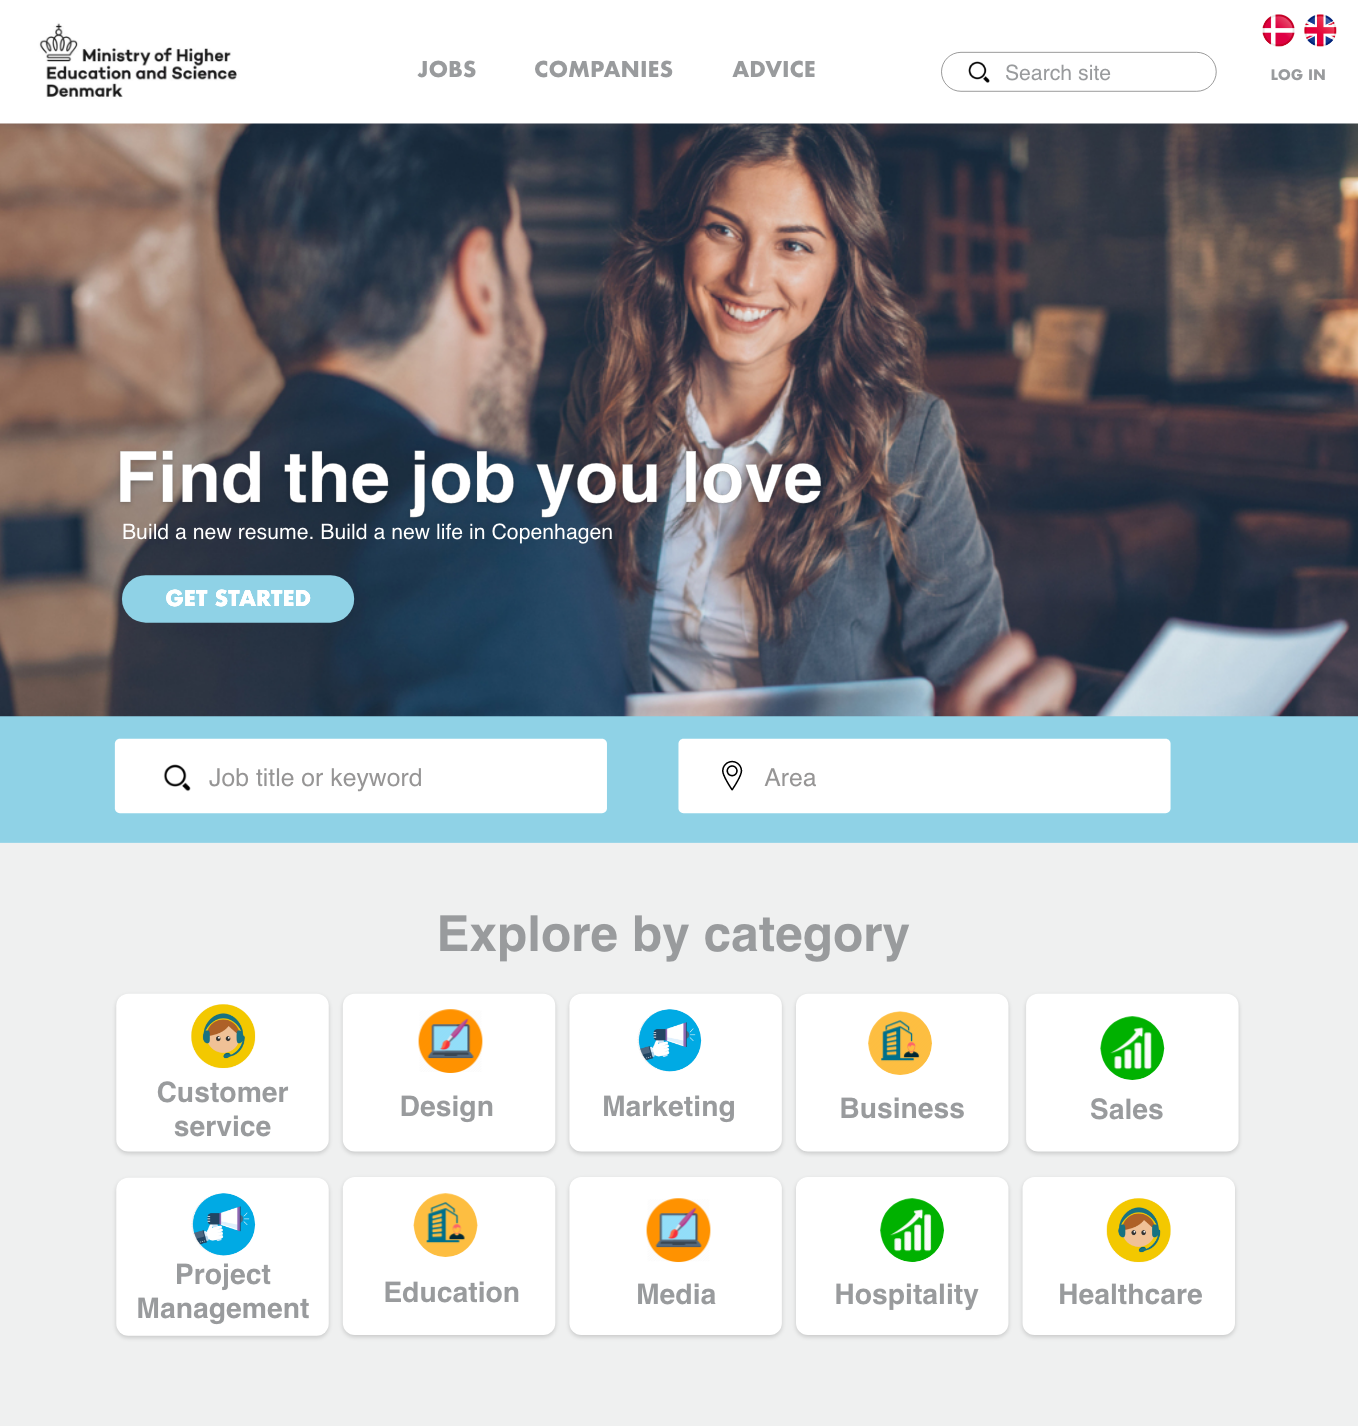 Ministry of Higher
Education and Science
Denmark
JOBS
COMPANIES
ADVICE
Search site
LOG IN
Find the job you love
Build a new resume. Build a new life in Copenhagen
GET STARTED
Job title or keyword
Area
Explore by category
Customer
service
Design
Marketing
Business
Sales
Project
Management
Education
Media
Hospitality
Healthcare